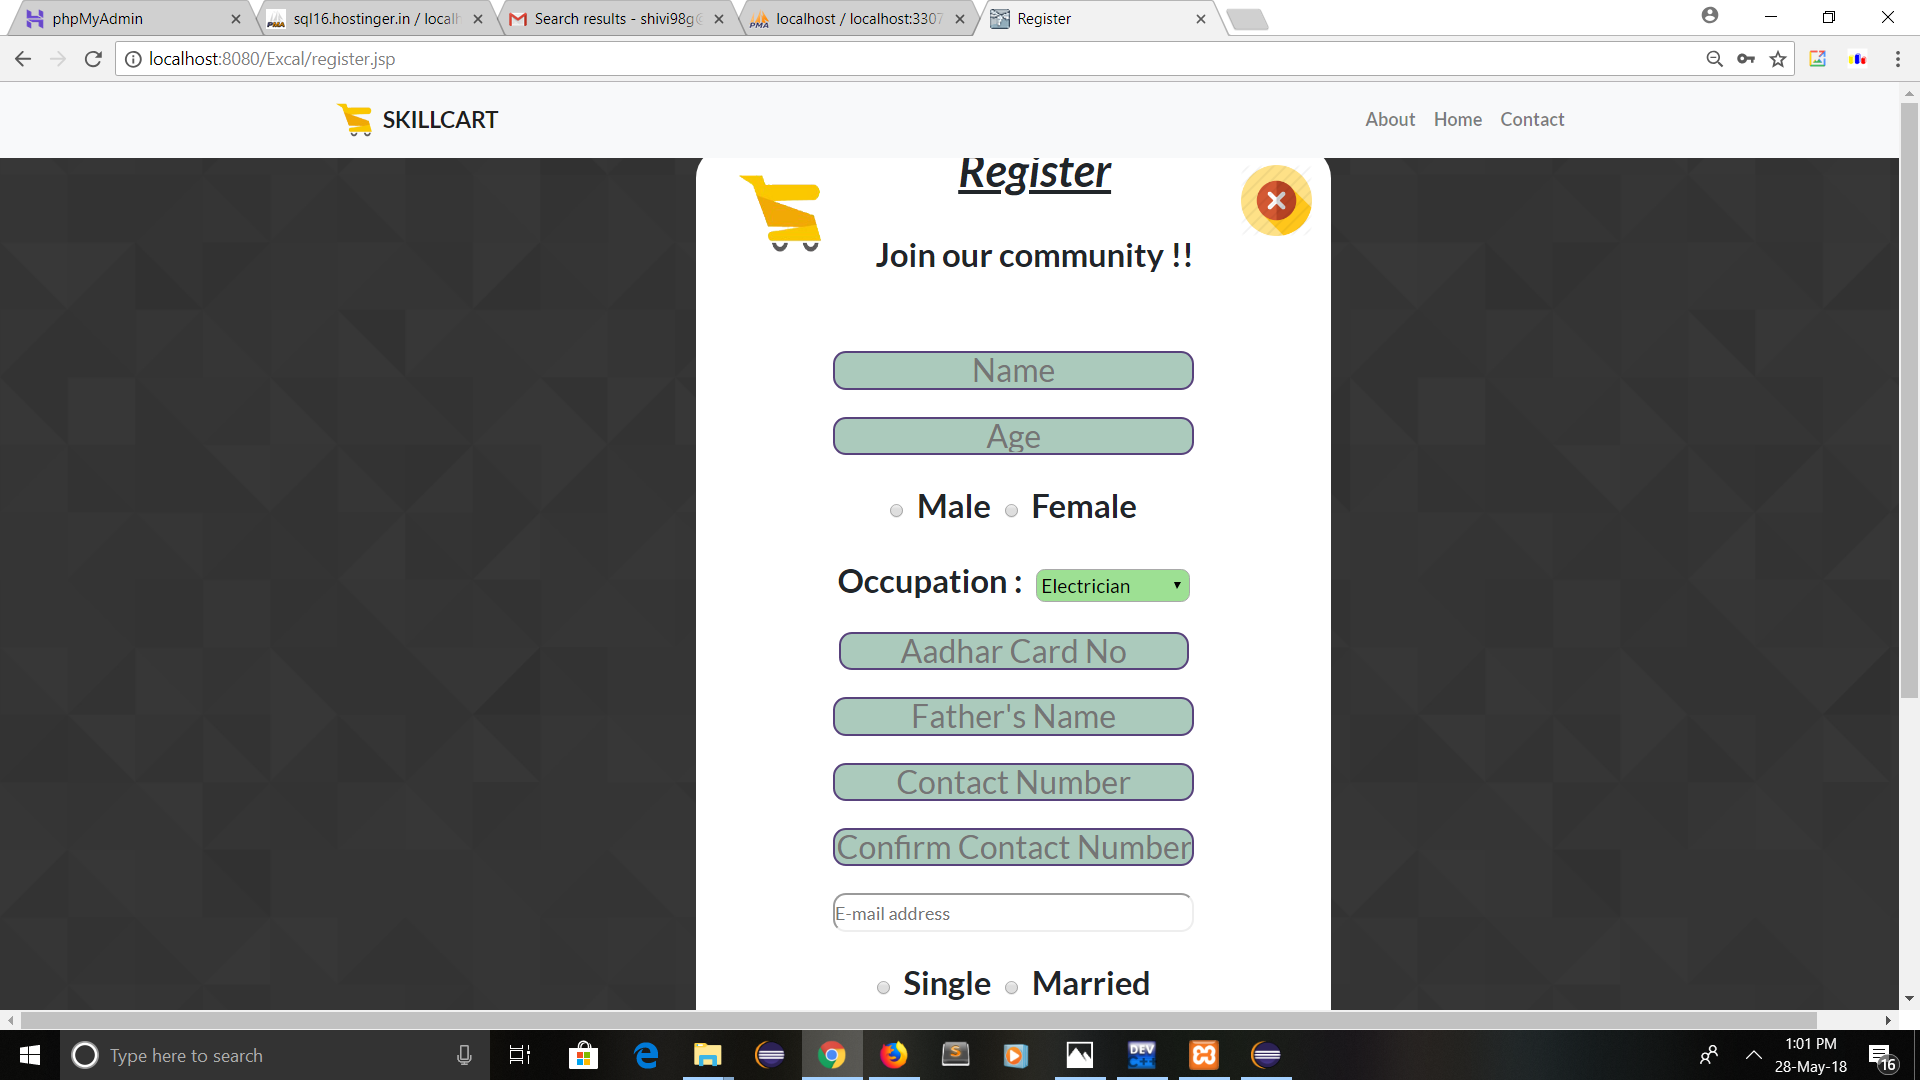 phpMyAdmin
sql16.hostinger.in / localh
Search results - shivi98g@
localhost / localhost:3307
Register
localhost:8080/Excal/register.jsp
SKILLCART
About Home Contact
Register
Join our community !!
Name
Age
Male Female
Occupation : Electrician
Aadhar Card No
Father's Name
Contact Number
Confirm Contact Number
E-mail address
Single Married
Type here to search
1:01 PM
28-May-18
16